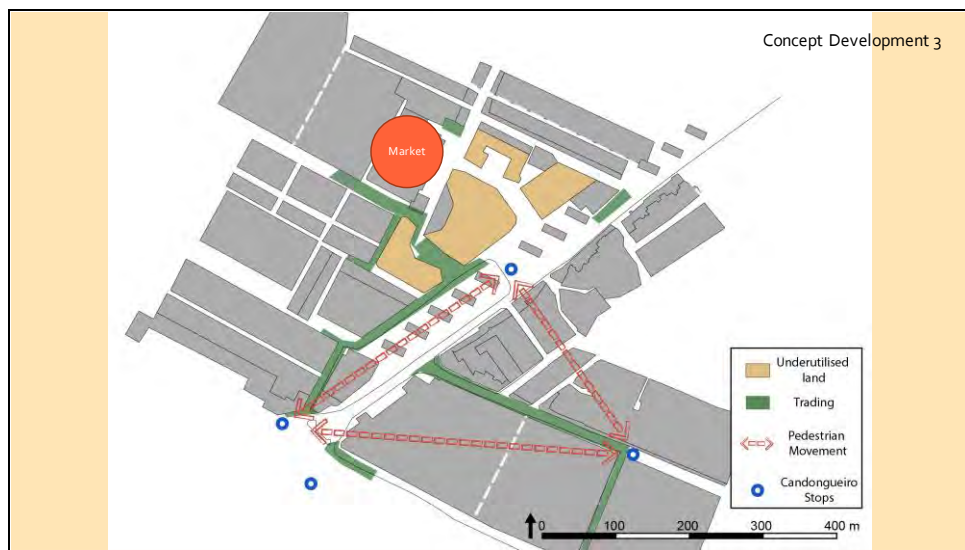 Concept Development 3
Market
Underutilised
land
Trading
Pedestrian
Movement
Candongueiro
Stops
0 100 200 300 400 m